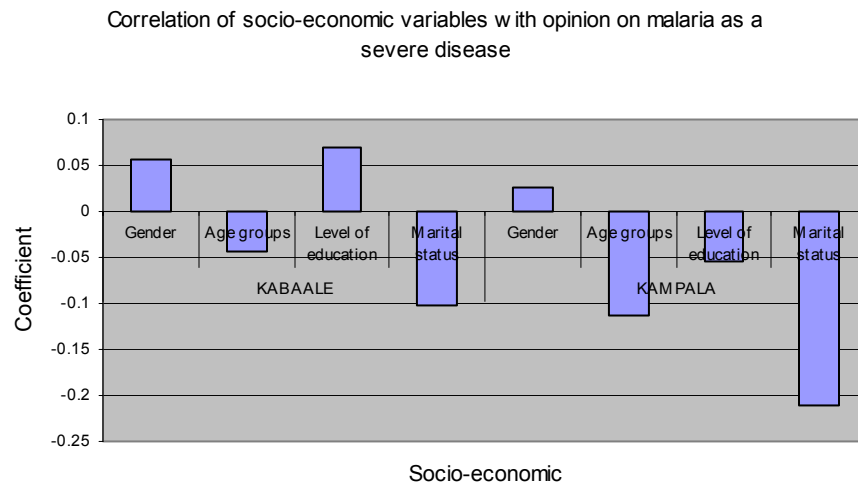 Correlation of socio-economic variables with opinion on malaria as a
severe disease
0.1
0.05
0
-0.05
-0.1
-0.15
-0.2
-0.25
Coefficient
Gender Age groups Level of education Marital status Gender Age groups Level of education Marital status
KABAALE KAMPALA
Socio-economic